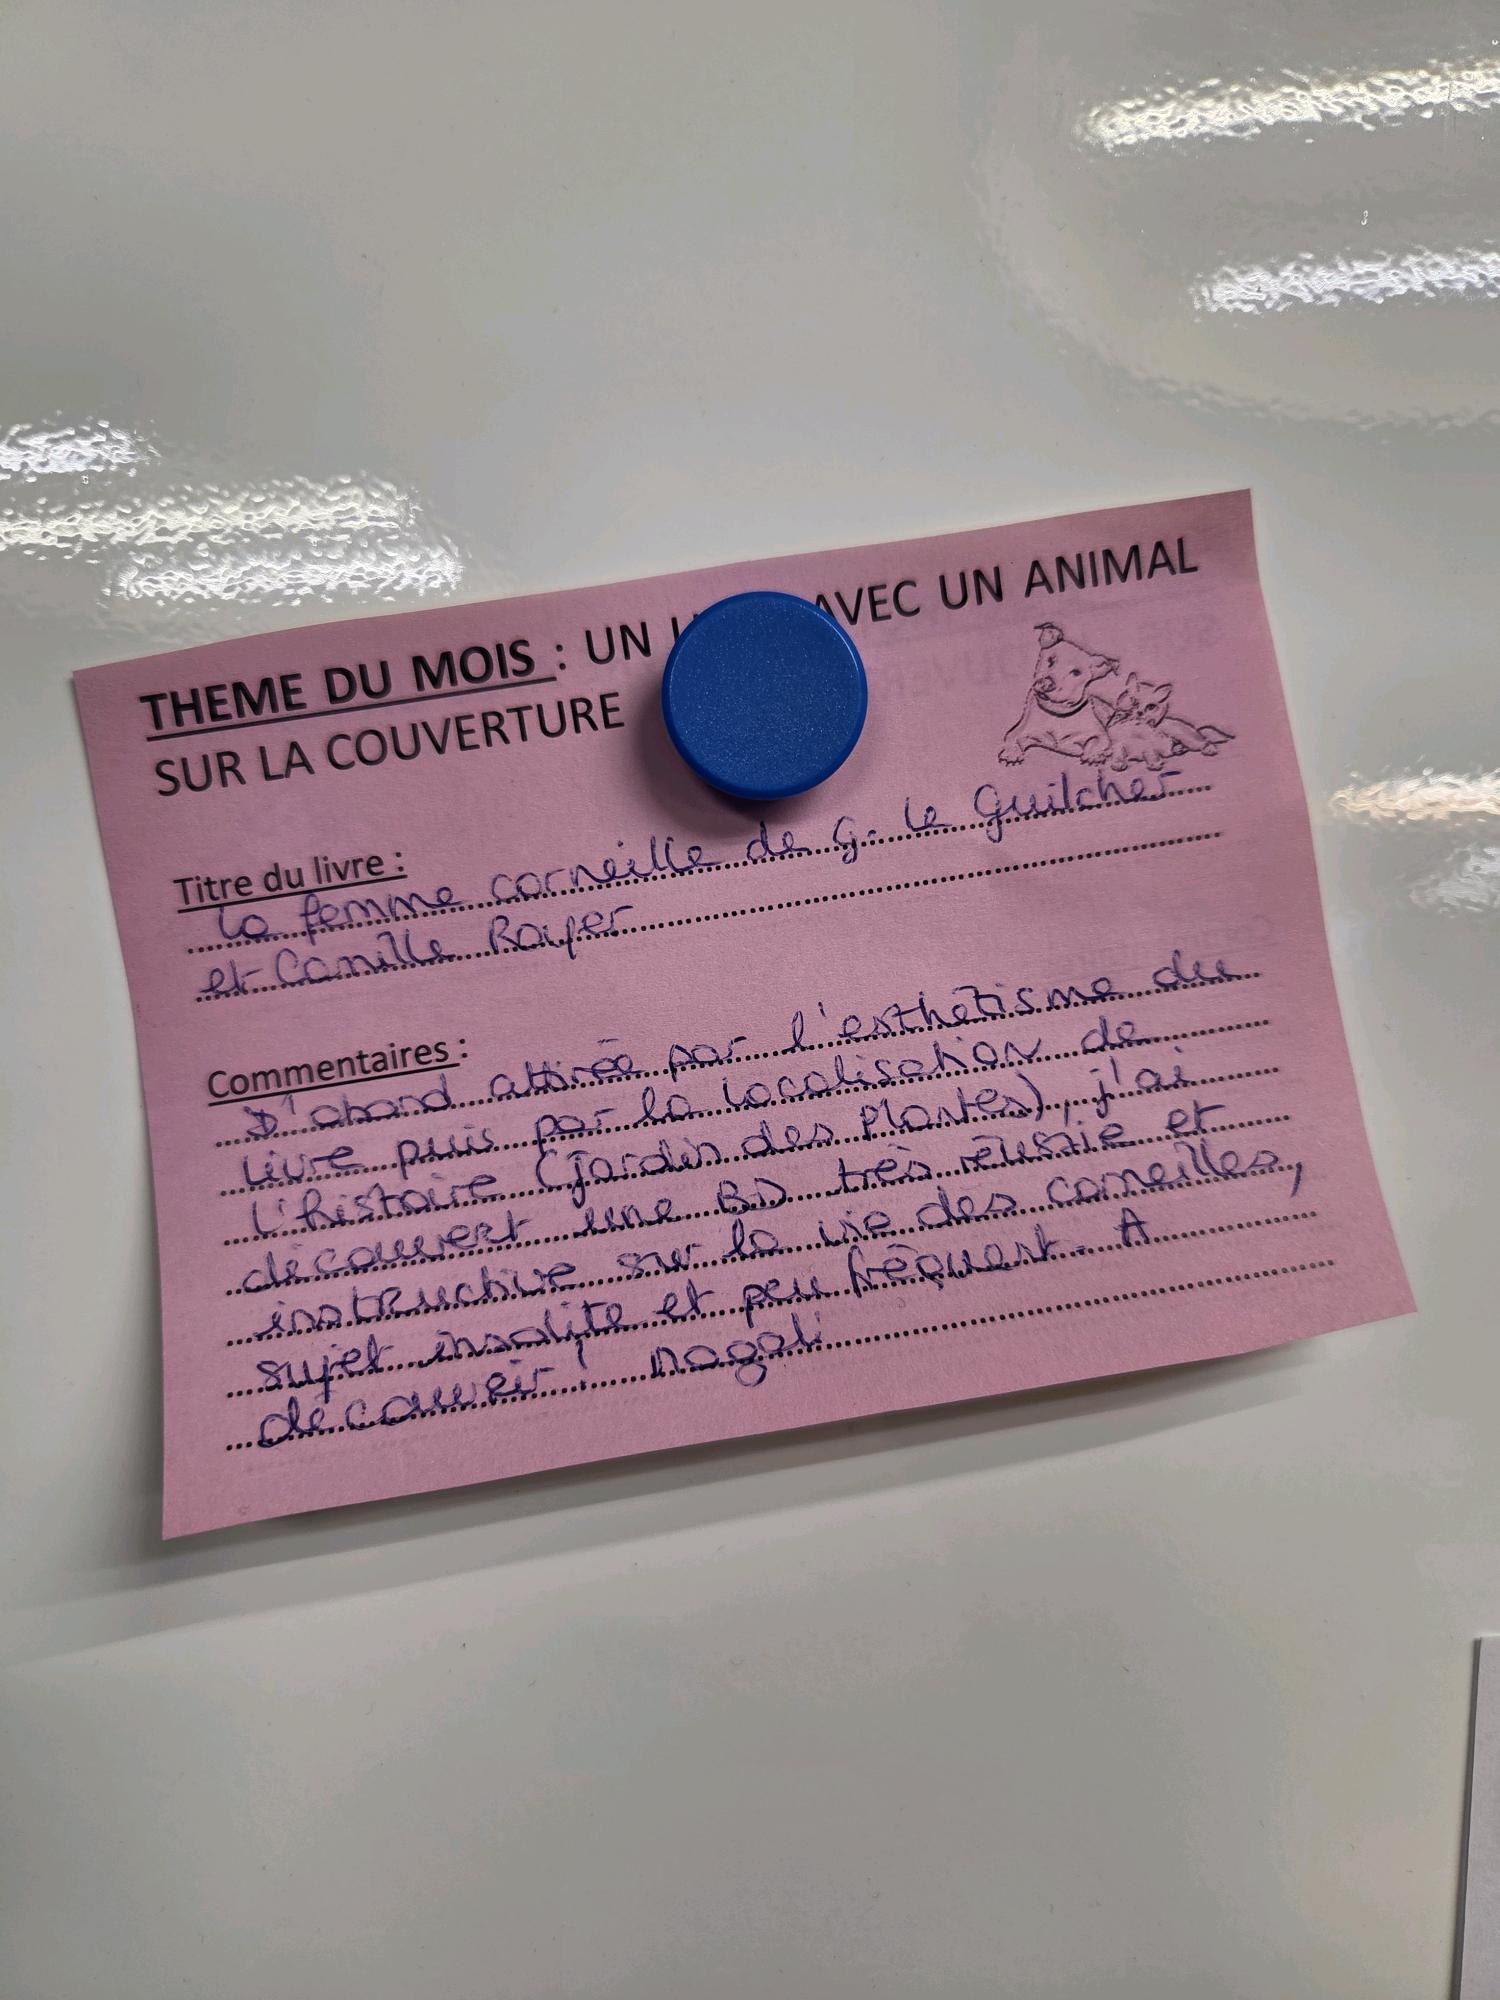 THEME DU MOIS : UN AVEC UN ANIMAL
SUR LA COUVERTURE
Titre du livre :
la femme corneille de G. le Guilcher
et Camille Royer
Commentaires :
D'abord attirée par l'esthétisme du
livre puis par la localisation de
l'histoire (Jardin des Plantes), j'ai
découvert une BD très réussie et
instructive sur la vie des corneilles,
sujet insolite et peu fréquent. A
découvrir ! magali